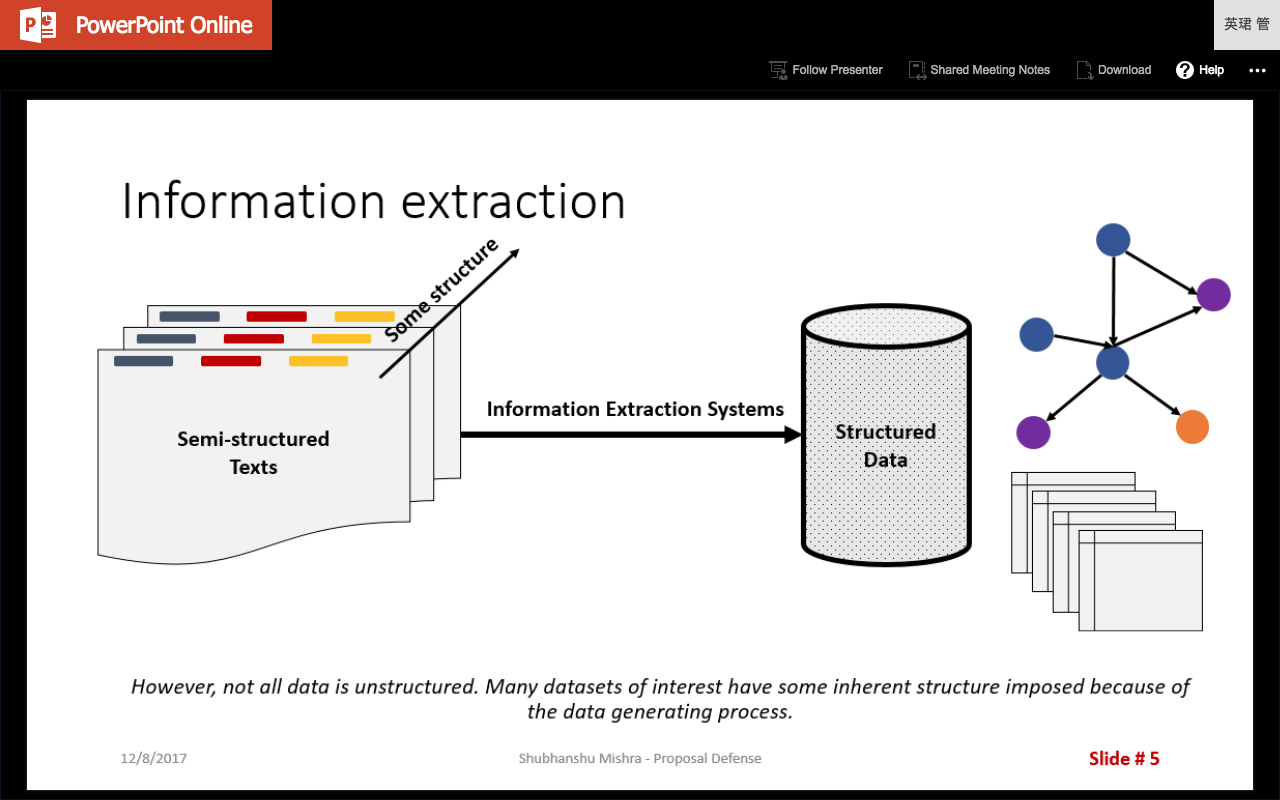 PowerPoint Online
英珺 管
Follow Presenter
Shared Meeting Notes
Download
Help
Information extraction
Some structure
Semi-structured
Texts
Information Extraction Systems
Structured
Data
However, not all data is unstructured. Many datasets of interest have some inherent structure imposed because of
the data generating process.
12/8/2017
Shubhanshu Mishra - Proposal Defense
Slide # 5